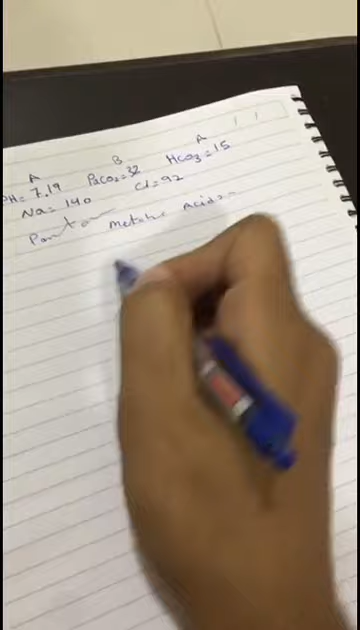 A B A
PH= 7.19 PaCO2=32 HCO3=15
Na= 140 Cl=92
Metabolic Acid